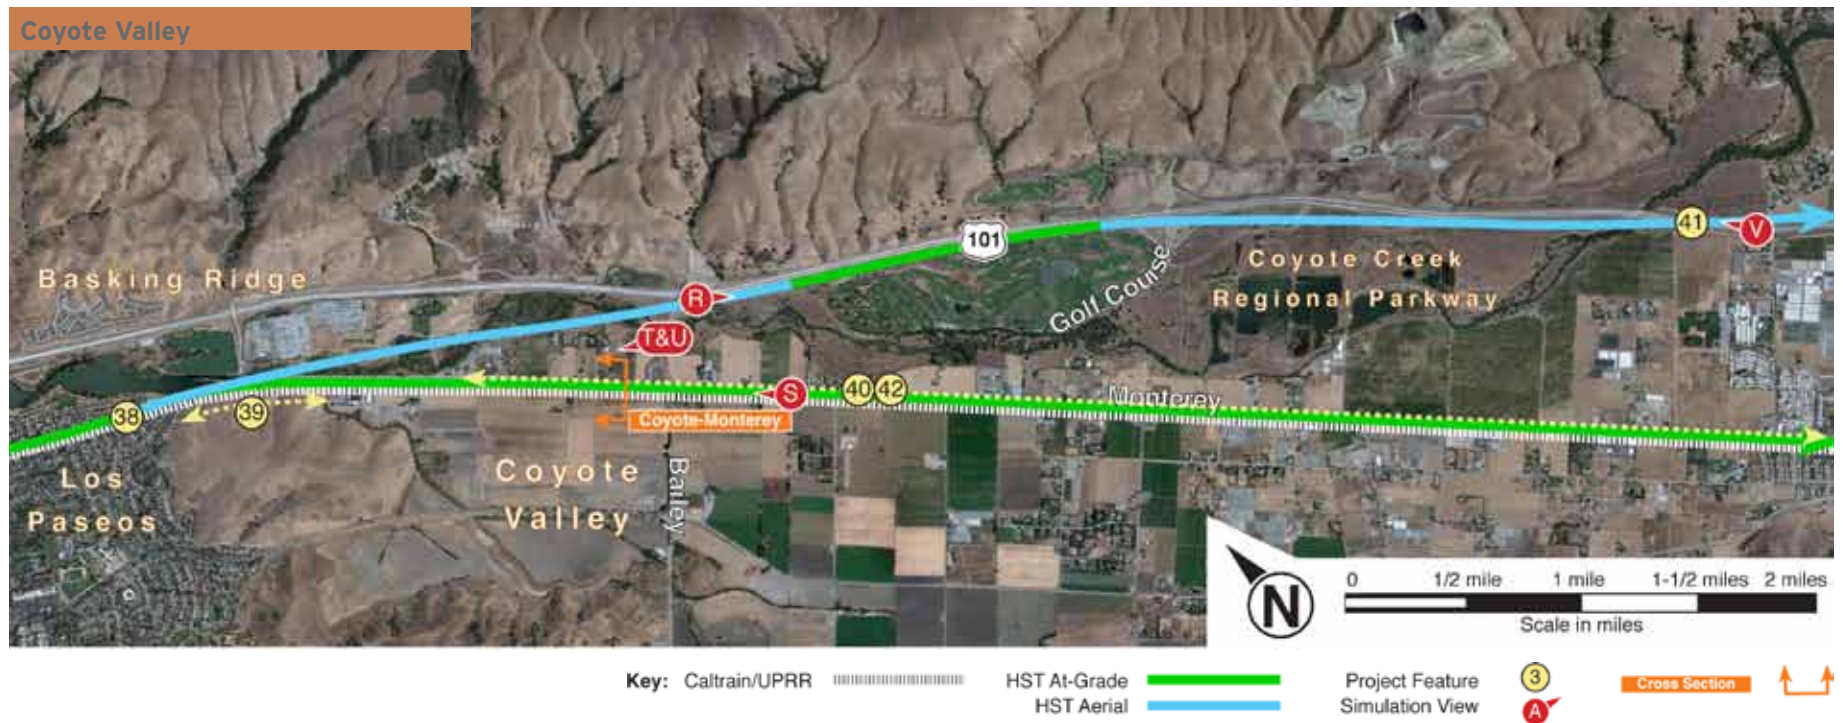 Coyote Valley
101
41
V
Basking Ridge
Coyote Creek
Regional Parkway
R
Golf Course
T&U
S
40
42
Monterey
38
39
Coyote-Monterey
Los
Paseos
Coyote
Valley
Bailey
N
0 1/2 mile 1 mile 1-1/2 miles 2 miles
Scale in miles
Key: Caltrain/UPRR
HST At-Grade
HST Aerial
Project Feature 3
Simulation View A
Cross Section